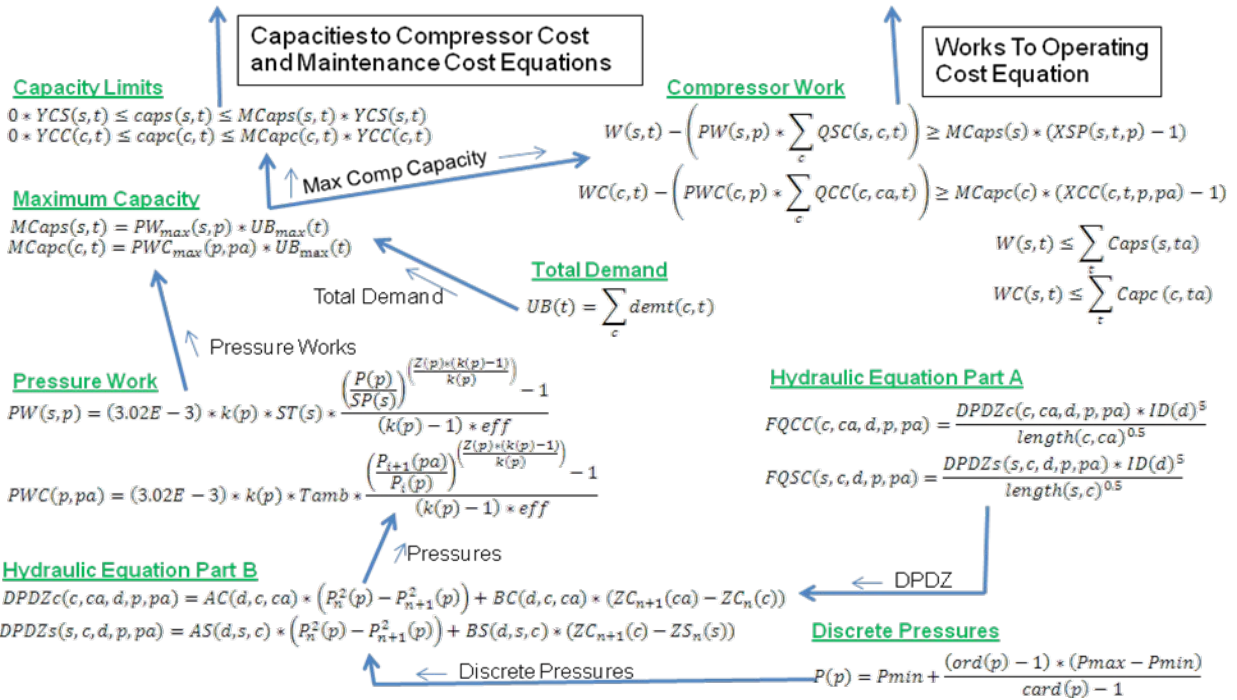 Capacities to Compressor Cost
and Maintenance Cost Equations
Works To Operating
Cost Equation
Capacity Limits
0 ∗ YCS(s,t) ≤ caps(s,t) ≤ MCaps(s,t) ∗ YCS(s,t)
0 ∗ YCC(c,t) ≤ capc(c,t) ≤ MCapc(c,t) ∗ YCC(c,t)
Compressor Work
W(s,t) − (PW(s,p) ∗ ∑_c QSC(s,c,t)) ≥ MCaps(s) ∗ (XSP(s,t,p) − 1)
WC(c,t) − (PWC(c,p) ∗ ∑_c QCC(c,ca,t)) ≥ MCapc(c) ∗ (XCC(c,t,p,pa) − 1)
W(s,t) ≤ ∑_t Caps(s,ta)
WC(s,t) ≤ ∑_t Capc (c,ta)
Max Comp Capacity
Maximum Capacity
MCaps(s,t) = PW_max(s,p) ∗ UB_max(t)
MCapc(c,t) = PWC_max(p,pa) ∗ UB_max(t)
Total Demand
Total Demand
UB(t) = ∑_c demt(c,t)
Pressure Works
Pressure Work
PW(s,p) = (3.02E − 3) ∗ k(p) ∗ ST(s) ∗ ((P(p)/SP(s))^(Z(p)∗(k(p)−1)/k(p)) − 1)/((k(p) − 1) ∗ eff)
PWC(p,pa) = (3.02E − 3) ∗ k(p) ∗ Tamb ∗ ((P_{i+1}(pa)/P_i(p))^(Z(p)∗(k(p)−1)/k(p)) − 1)/((k(p) − 1) ∗ eff)
Hydraulic Equation Part A
FQCC(c,ca,d,p,pa) = DPDZc(c,ca,d,p,pa) ∗ ID(d)^5/length(c,ca)^0.5
FQSC(s,c,d,p,pa) = DPDZs(s,c,d,p,pa) ∗ ID(d)^5/length(s,c)^0.5
Pressures
DPDZ
Hydraulic Equation Part B
DPDZc(c,ca,d,p,pa) = AC(d,c,ca) ∗ (P_n^2(p) − P_{n+1}^2(p)) + BC(d,c,ca) ∗ (ZC_{n+1}(ca) − ZC_n(c))
DPDZs(s,c,d,p,pa) = AS(d,s,c) ∗ (P_n^2(p) − P_{n+1}^2(p)) + BS(d,s,c) ∗ (ZC_{n+1}(c) − ZS_n(s))
Discrete Pressures
Discrete Pressures
P(p) = Pmin + (ord(p) − 1) ∗ (Pmax − Pmin)/card(p) − 1